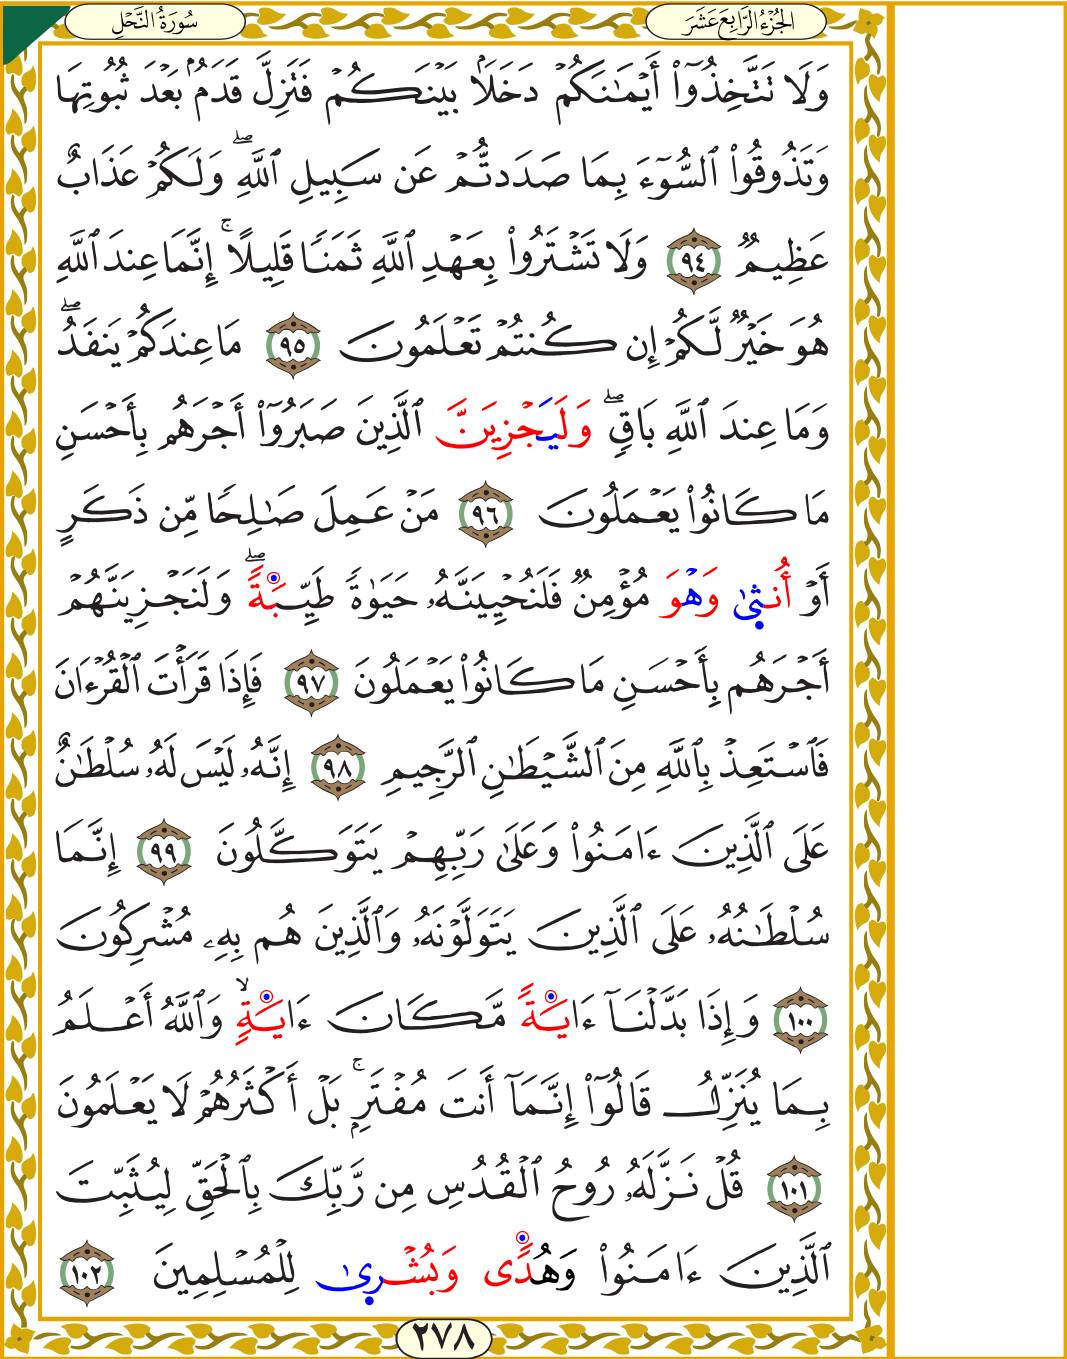 الجُزْءُ الرَّابِعَ عَشَرَ
سُورَةُ النَّحْلِ
وَلَا تَتَّخِذُوٓا۟ أَيْمَـٰنَكُمْ دَخَلًۢا بَيْنَكُمْ فَتَزِلَّ قَدَمٌۢ بَعْدَ ثُبُوتِهَا
وَتَذُوقُوا۟ ٱلسُّوٓءَ بِمَا صَدَدتُّمْ عَن سَبِيلِ ٱللَّهِ ۖ وَلَكُمْ عَذَابٌ
عَظِيمٌ ٩٤ وَلَا تَشْتَرُوا۟ بِعَهْدِ ٱللَّهِ ثَمَنًا قَلِيلًا ۚ إِنَّمَا عِندَ ٱللَّهِ
هُوَ خَيْرٌ لَّكُمْ إِن كُنتُمْ تَعْلَمُونَ ٩٥ مَا عِندَكُمْ يَنفَدُ ۖ
وَمَا عِندَ ٱللَّهِ بَاقٍ ۗ وَلَيَجْزِيَنَّ ٱلَّذِينَ صَبَرُوٓا۟ أَجْرَهُم بِأَحْسَنِ
مَا كَانُوا۟ يَعْمَلُونَ ٩٦ مَنْ عَمِلَ صَـٰلِحًا مِّن ذَكَرٍ
أَوْ أُنثِىٰ وَهْوَ مُؤْمِنٌ فَلَنُحْيِيَنَّهُۥ حَيَوٰةً طَيِّبَةً ۖ وَلَنَجْزِيَنَّهُمْ
أَجْرَهُم بِأَحْسَنِ مَا كَانُوا۟ يَعْمَلُونَ ٩٧ فَإِذَا قَرَأْتَ ٱلْقُرْءَانَ
فَٱسْتَعِذْ بِٱللَّهِ مِنَ ٱلشَّيْطَـٰنِ ٱلرَّجِيمِ ٩٨ إِنَّهُۥ لَيْسَ لَهُۥ سُلْطَـٰنٌ
عَلَى ٱلَّذِينَ ءَامَنُوا۟ وَعَلَىٰ رَبِّهِمْ يَتَوَكَّلُونَ ٩٩ إِنَّمَا
سُلْطَـٰنُهُۥ عَلَى ٱلَّذِينَ يَتَوَلَّوْنَهُۥ وَٱلَّذِينَ هُم بِهِۦ مُشْرِكُونَ
١٠٠ وَإِذَا بَدَّلْنَآ ءَايَةً مَّكَانَ ءَايَةٍ ۙ وَٱللَّهُ أَعْلَمُ
بِمَا يُنَزِّلُ قَالُوٓا۟ إِنَّمَآ أَنتَ مُفْتَرٍۭ ۚ بَلْ أَكْثَرُهُمْ لَا يَعْلَمُونَ
١٠١ قُلْ نَزَّلَهُۥ رُوحُ ٱلْقُدُسِ مِن رَّبِّكَ بِٱلْحَقِّ لِيُثَبِّتَ
ٱلَّذِينَ ءَامَنُوا۟ وَهُدًى وَبُشْرِىٰ لِلْمُسْلِمِينَ ١٠٢
٢٧٨